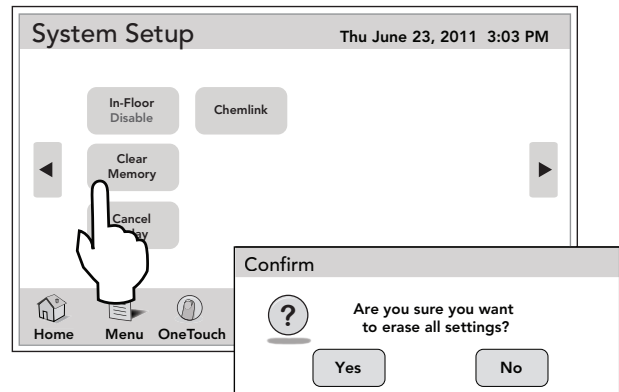 System Setup
Thu June 23, 2011 3:03 PM
In-Floor
Disable
Chemlink
Clear
Memory
Cancel
Home
Menu
OneTouch
Confirm
?
Are you sure you want
to erase all settings?
Yes
No